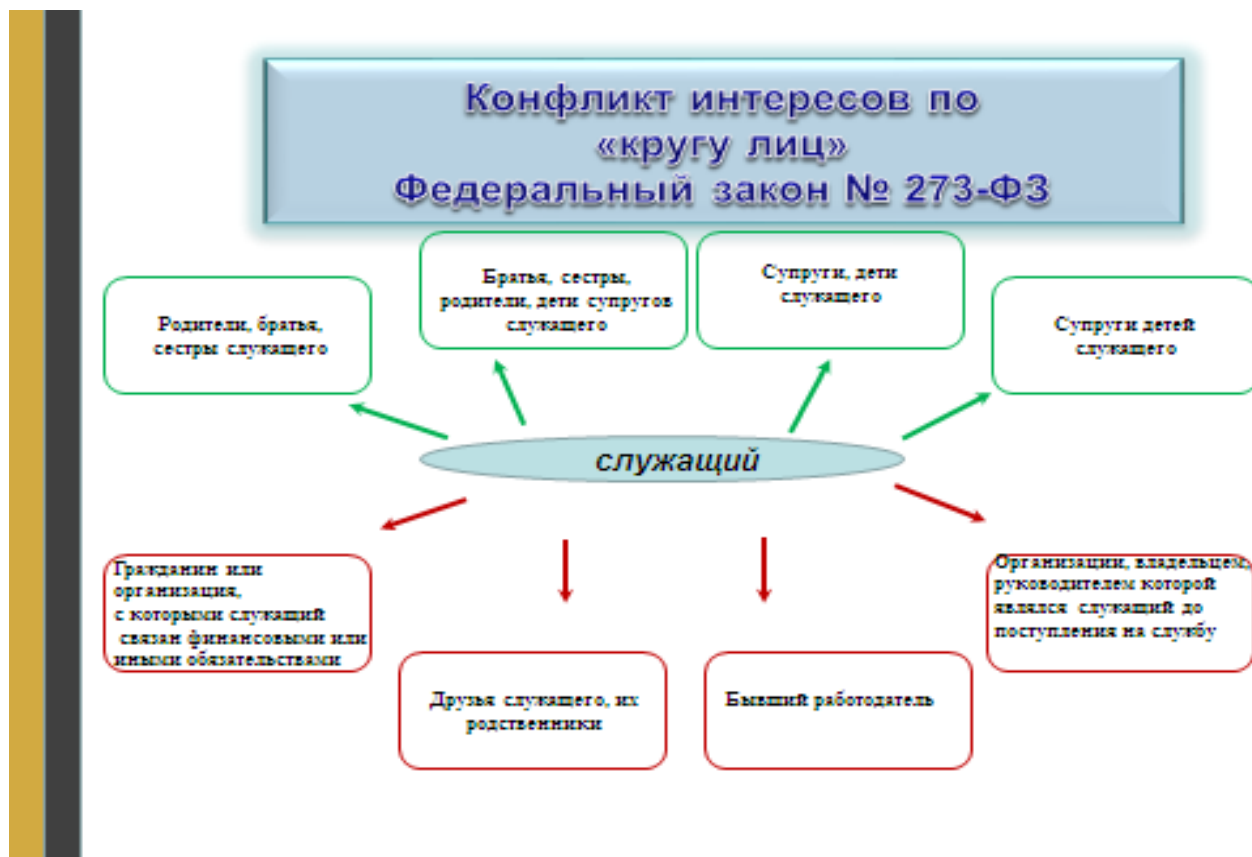 Конфликт интересов по
«кругу лиц»
Федеральный закон № 273-ФЗ
Родители, братья,
сестры служащего
Братья, сестры,
родители, дети супругов
служащего
Супруги, дети
служащего
Супруги детей
служащего
служащий
Гражданин или
организация,
с которыми служащий
связан финансовыми или
иными обязательствами
Друзья служащего, их
родственники
Бывший работодатель
Организации, владельцем,
руководителем которой
являлся служащий до
поступления на службу